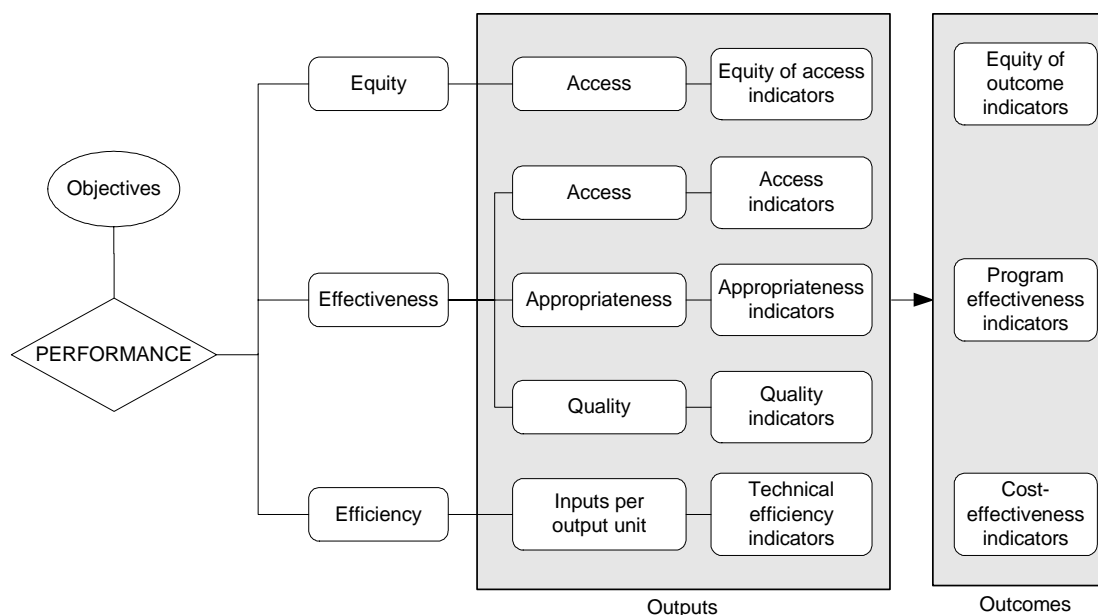 Objectives
PERFORMANCE
Equity
Effectiveness
Efficiency
Access
Equity of access
indicators
Access
Access
indicators
Appropriateness
Appropriateness
indicators
Quality
Quality
indicators
Inputs per
output unit
Technical
efficiency
indicators
Outputs
Equity of
outcome
indicators
Program
effectiveness
indicators
Cost-
effectiveness
indicators
Outcomes